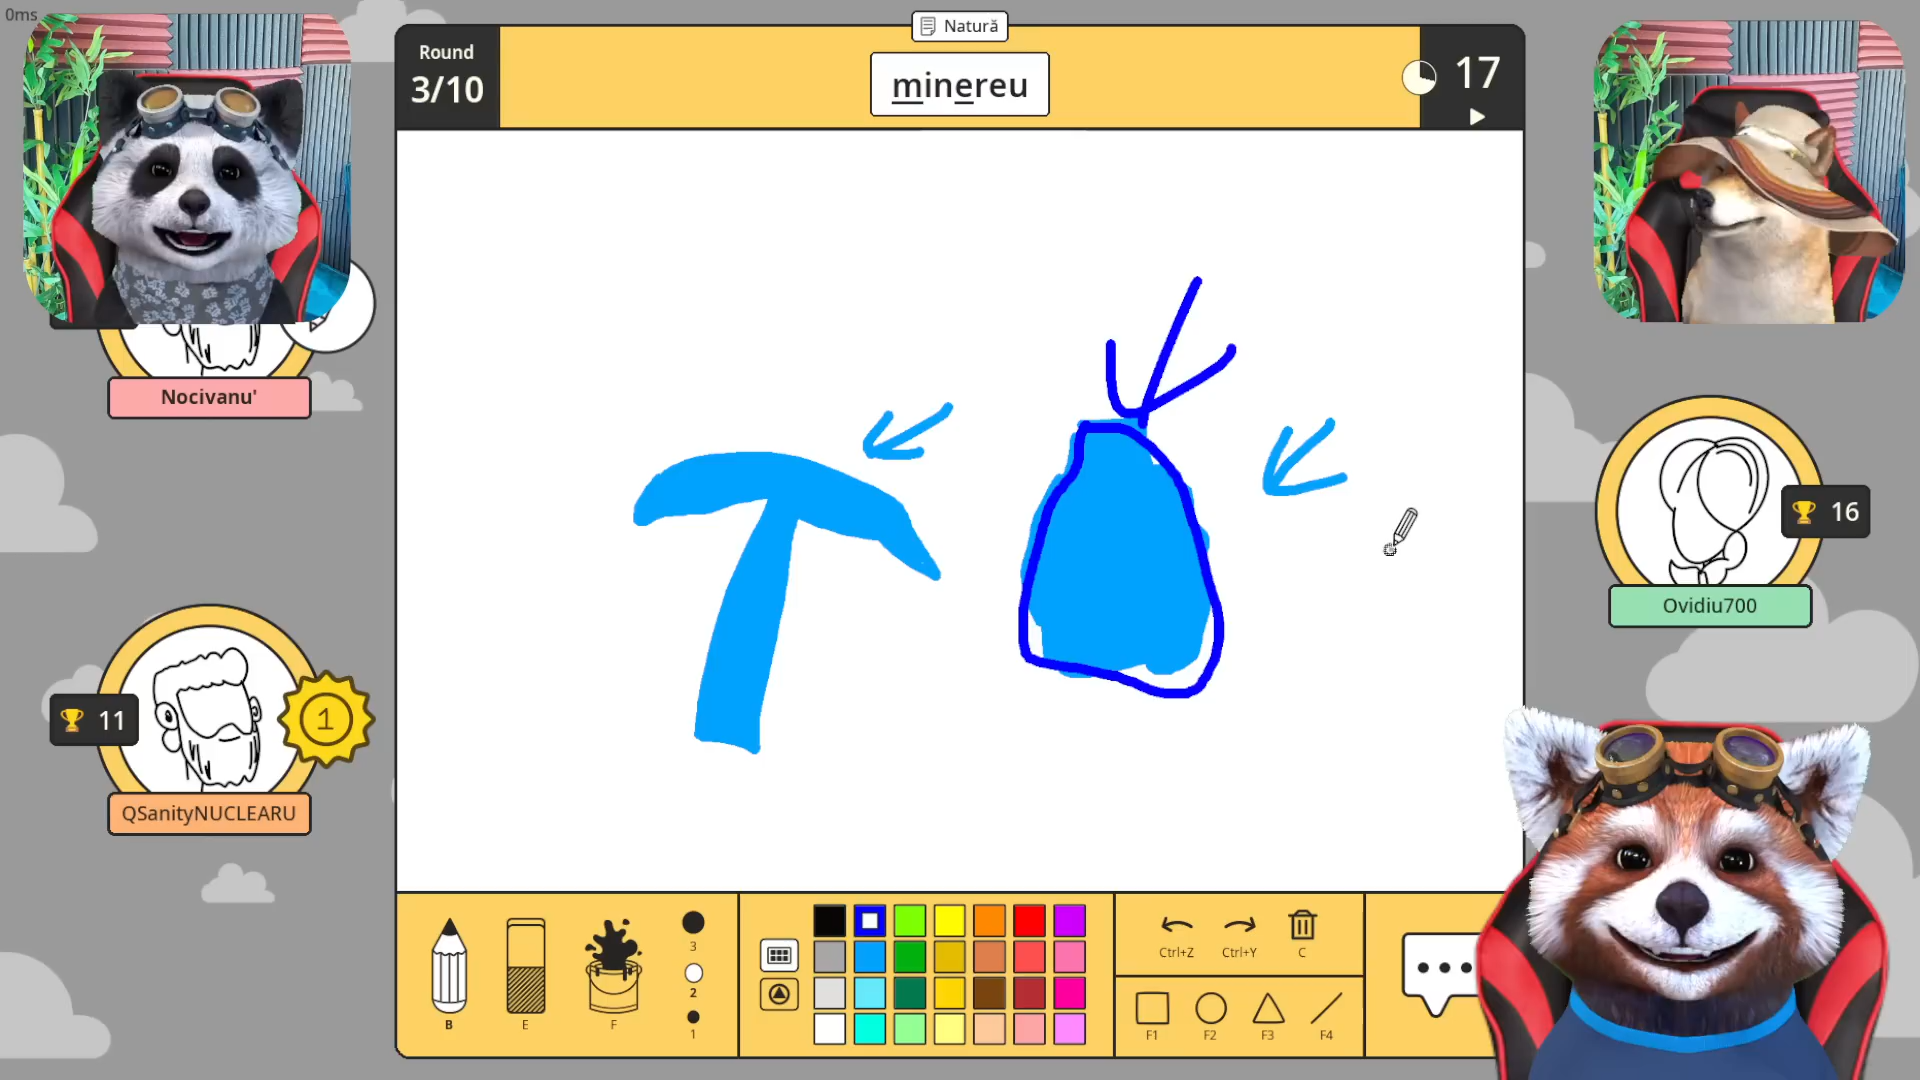 0ms
Natură
Round
3/10
minereu
17
Nocivanu'
16
Ovidiu700
11
1
QSanityNUCLEARU
3
2
1
B
E
F
Ctrl+Z
Ctrl+Y
C
F1
F2
F3
F4